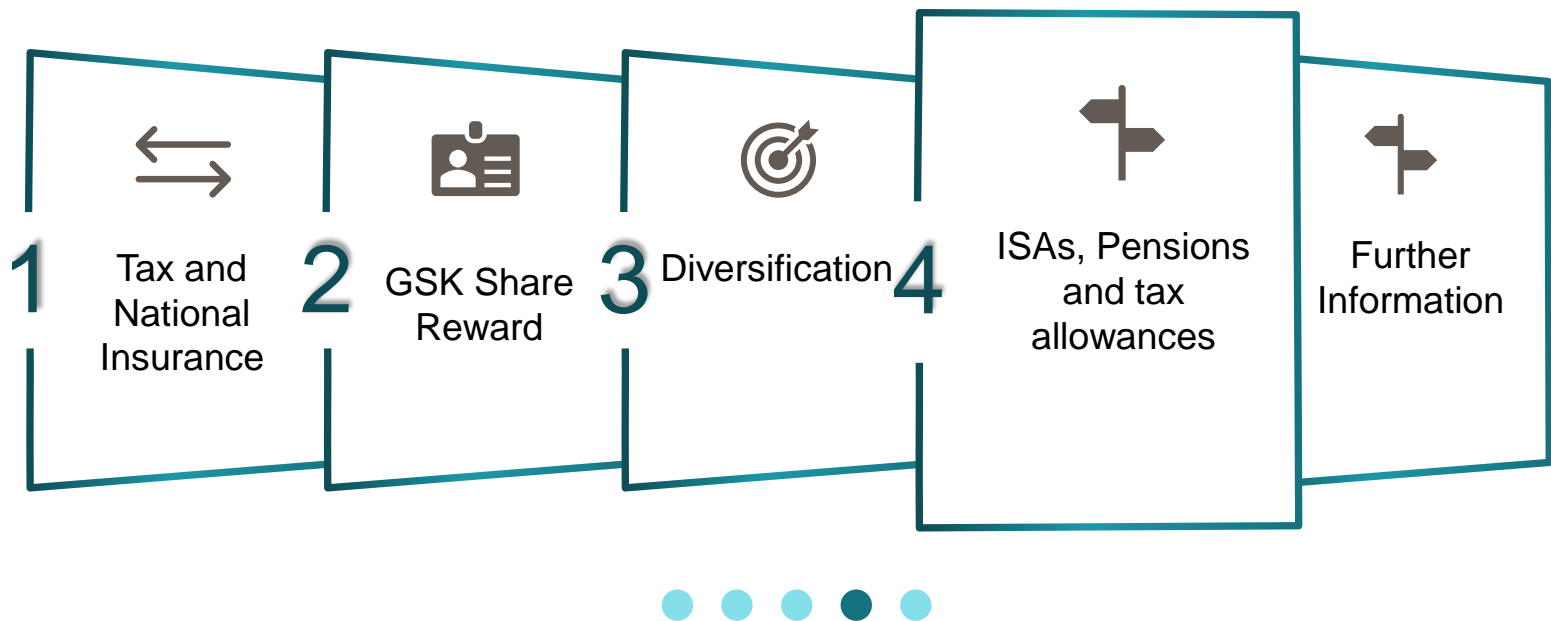 1
Tax and
National
Insurance
2
GSK Share
Reward
3
Diversification
4
ISAs, Pensions
and tax
allowances
Further
Information